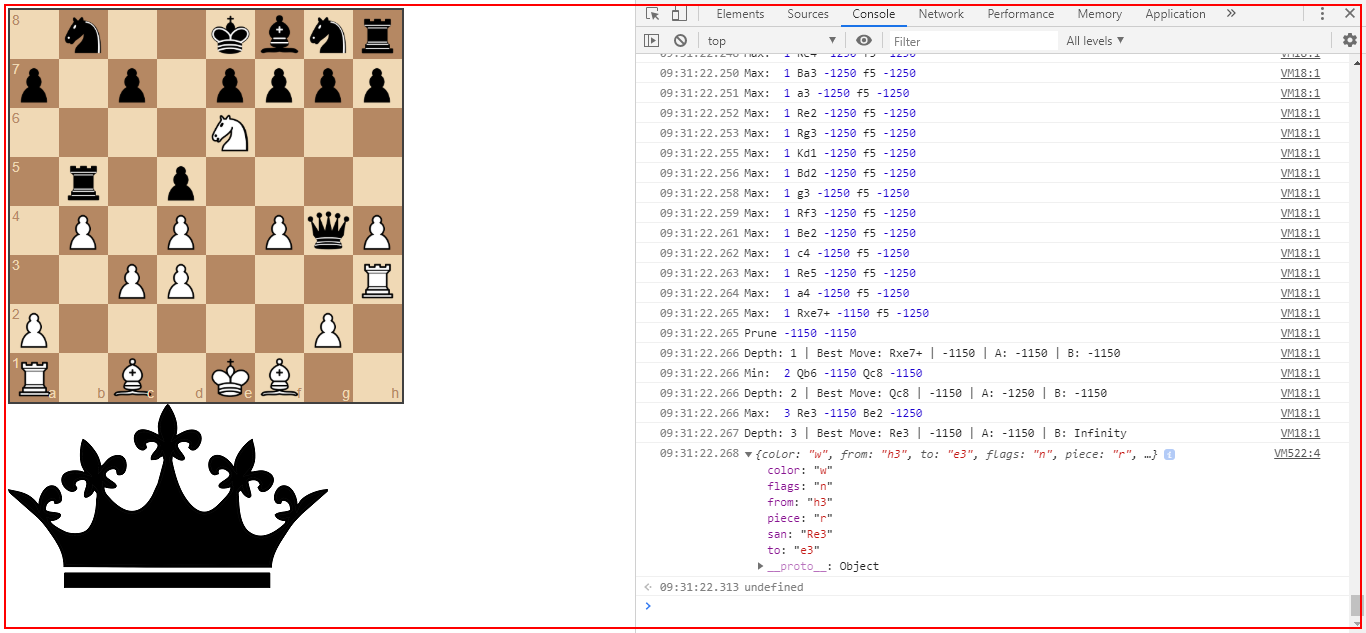 8
7
6
5
4
3
2
1
a b c d e f g h
Elements Sources Console Network Performance Memory Application »
top ▼ Filter All levels ▼
09:31:22.250 Max: 1 Ba3 -1250 f5 -1250 VM18:1
09:31:22.251 Max: 1 a3 -1250 f5 -1250 VM18:1
09:31:22.252 Max: 1 Re2 -1250 f5 -1250 VM18:1
09:31:22.253 Max: 1 Rg3 -1250 f5 -1250 VM18:1
09:31:22.255 Max: 1 Kd1 -1250 f5 -1250 VM18:1
09:31:22.256 Max: 1 Bd2 -1250 f5 -1250 VM18:1
09:31:22.258 Max: 1 g3 -1250 f5 -1250 VM18:1
09:31:22.259 Max: 1 Rf3 -1250 f5 -1250 VM18:1
09:31:22.261 Max: 1 Be2 -1250 f5 -1250 VM18:1
09:31:22.262 Max: 1 c4 -1250 f5 -1250 VM18:1
09:31:22.263 Max: 1 Re5 -1250 f5 -1250 VM18:1
09:31:22.264 Max: 1 a4 -1250 f5 -1250 VM18:1
09:31:22.265 Max: 1 Rxe7+ -1150 f5 -1250 VM18:1
09:31:22.265 Prune -1150 -1150 VM18:1
09:31:22.266 Depth: 1 | Best Move: Rxe7+ | -1150 | A: -1150 | B: -1150 VM18:1
09:31:22.266 Min: 2 Qb6 -1150 Qc8 -1150 VM18:1
09:31:22.266 Depth: 2 | Best Move: Qc8 | -1150 | A: -1250 | B: -1150 VM18:1
09:31:22.266 Max: 3 Re3 -1150 Be2 -1250 VM18:1
09:31:22.267 Depth: 3 | Best Move: Re3 | -1150 | A: -1150 | B: Infinity VM18:1
09:31:22.268 ▼{color: "w", from: "h3", to: "e3", flags: "n", piece: "r", …} i VM522:4
color: "w"
flags: "n"
from: "h3"
piece: "r"
san: "Re3"
to: "e3"
▶ __proto__: Object
09:31:22.313 undefined